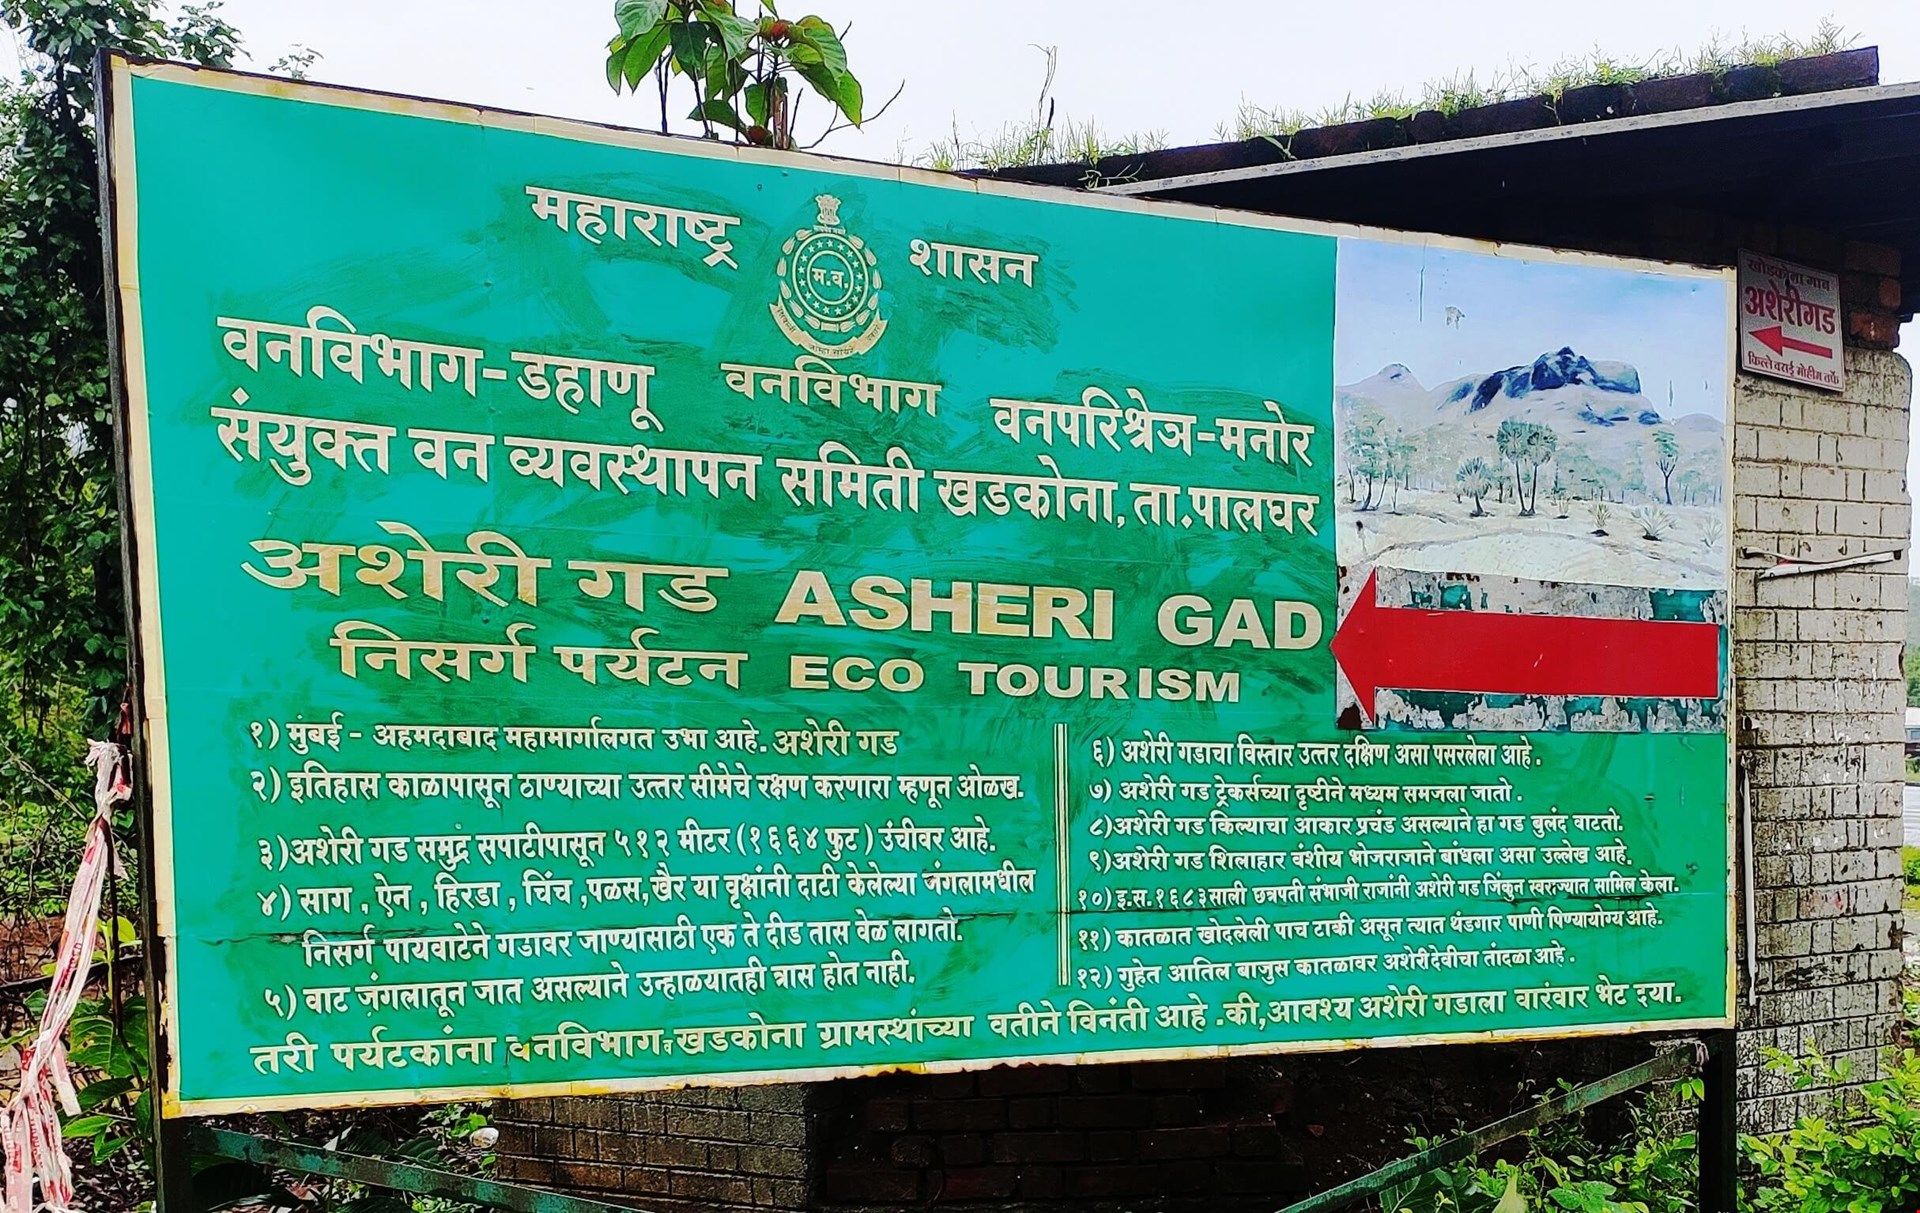 महाराष्ट्र शासन
म.व.
वनविभाग-डहाणू वनविभाग वनपरिश्रेत्र-मनोर
संयुक्त वन व्यवस्थापन समिती खडकोना, ता.पालघर
अशेरी गड ASHERI GAD
निसर्ग पर्यटन ECO TOURISM
१) मुंबई - अहमदाबाद महामार्गालगत उभा आहे. अशेरी गड
२) इतिहास काळापासून ठाण्याच्या उत्तर सीमेचे रक्षण करणारा म्हणून ओळख.
३) अशेरी गड समुद्रं सपाटीपासून ५१२ मीटर (१६६४ फुट) उंचीवर आहे.
४) साग, ऐन, हिरडा, चिंच, पळस, खैर या वृक्षांनी दाटी केलेल्या जंगलामधील
निसर्ग पायवाटेने गडावर जाण्यासाठी एक ते दीड तास वेळ लागतो.
५) वाट जंगलातून जात असल्याने उन्हाळयातही त्रास होत नाही.
६) अशेरी गडाचा विस्तार उत्तर दक्षिण असा पसरलेला आहे.
७) अशेरी गड ट्रेकर्सच्या दृष्टीने मध्यम समजला जातो.
८) अशेरी गड किल्याचा आकार प्रचंड असल्याने हा गड बुलंद वाटतो.
९) अशेरी गड शिलाहार वंशीय भोजराजाने बांधला असा उल्लेख आहे.
१०) इ.स.१६८३साली छत्रपती संभाजी राजांनी अशेरी गड जिंकुन स्वराज्यात सामिल केला.
११) कातळात खोदलेली पाच टाकी असून त्यात थंडगार पाणी पिण्यायोग्य आहे.
१२) गुहेत आतिल बाजुस कातळावर अशेरीदेवीचा तांदळा आहे.
तरी पर्यटकांना वनविभाग व खडकोना ग्रामस्थांच्या वतीने विनंती आहे .की, आवश्य अशेरी गडाला वारंवार भेट दया.
खोडकोना गाव
अशेरीगड
किल्ले वसई मोहीम तर्फे